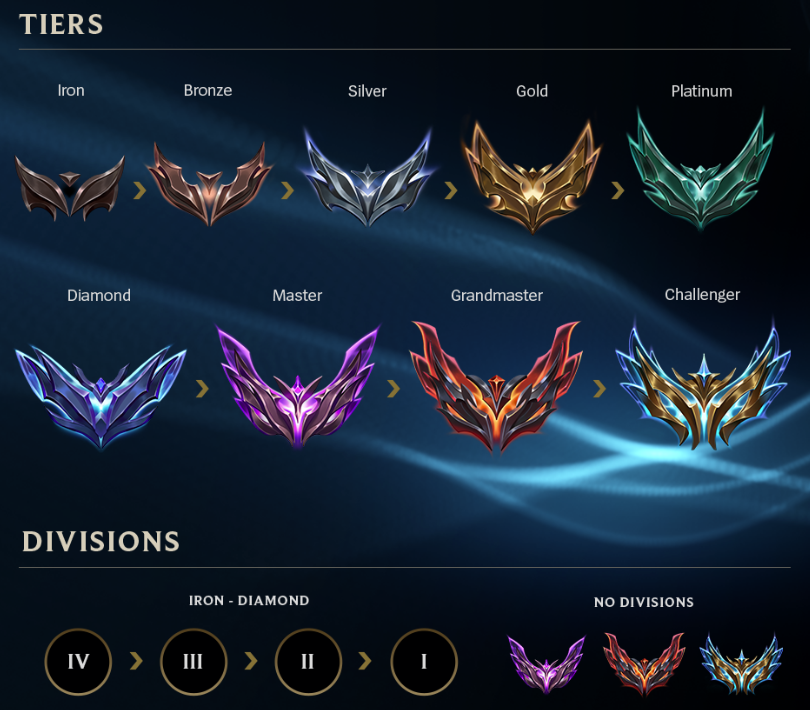 TIERS
Iron Bronze Silver Gold Platinum
Diamond Master Grandmaster Challenger
DIVISIONS
IRON - DIAMOND NO DIVISIONS
IV III II I